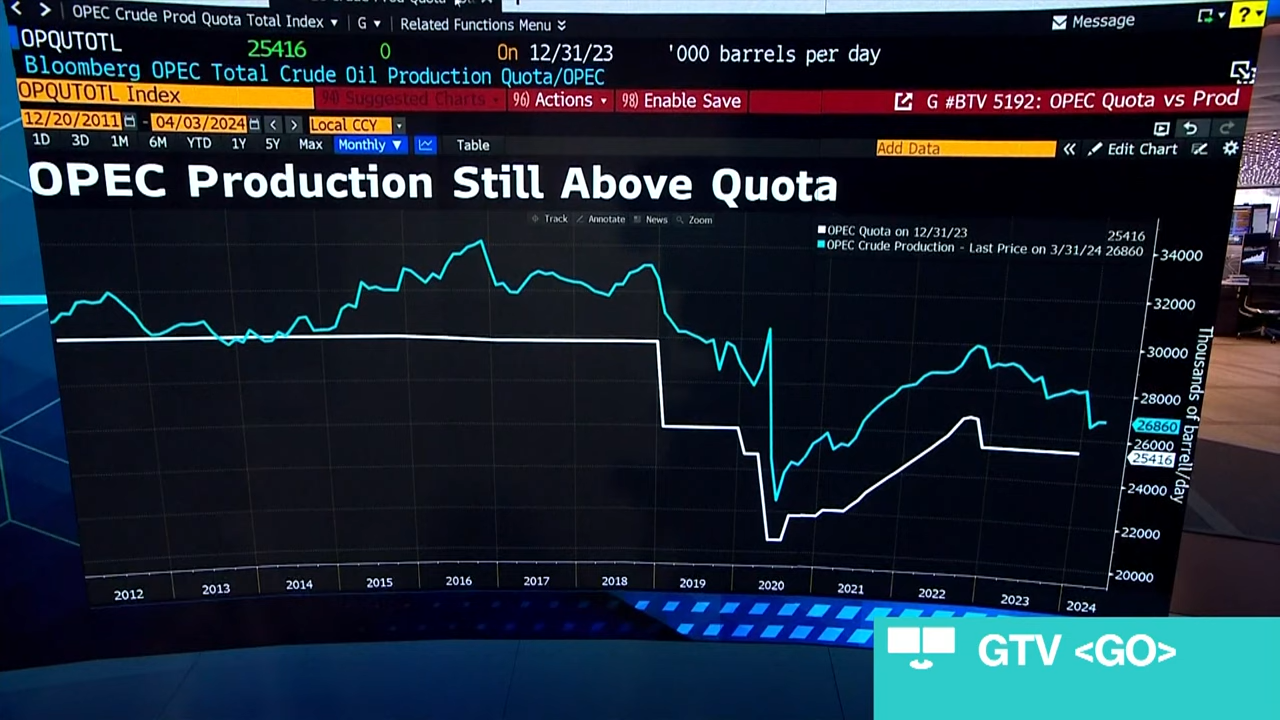 OPEC Crude Prod Quota Total Index ▾ G ▾ Related Functions Menu Message ?
OPQUTOTL 25416 0 On 12/31/23 '000 barrels per day
Bloomberg OPEC Total Crude Oil Production Quota/OPEC
OPQUTOTL Index 94) Suggested Charts 96) Actions 98) Enable Save G #BTV 5192: OPEC Quota vs Prod
12/20/2011 - 04/03/2024 < > Local CCY
1D 3D 1M 6M YTD 1Y 5Y Max Monthly ▼ Table Add Data « Edit Chart
OPEC Production Still Above Quota
Track Annotate News Zoom
OPEC Quota on 12/31/23 25416
OPEC Crude Production - Last Price on 3/31/24 26860
34000
32000
30000
28000
26860
26000
25416
24000
22000
20000
Thousands of barrel/day
2012 2013 2014 2015 2016 2017 2018 2019 2020 2021 2022 2023 2024
GTV <GO>